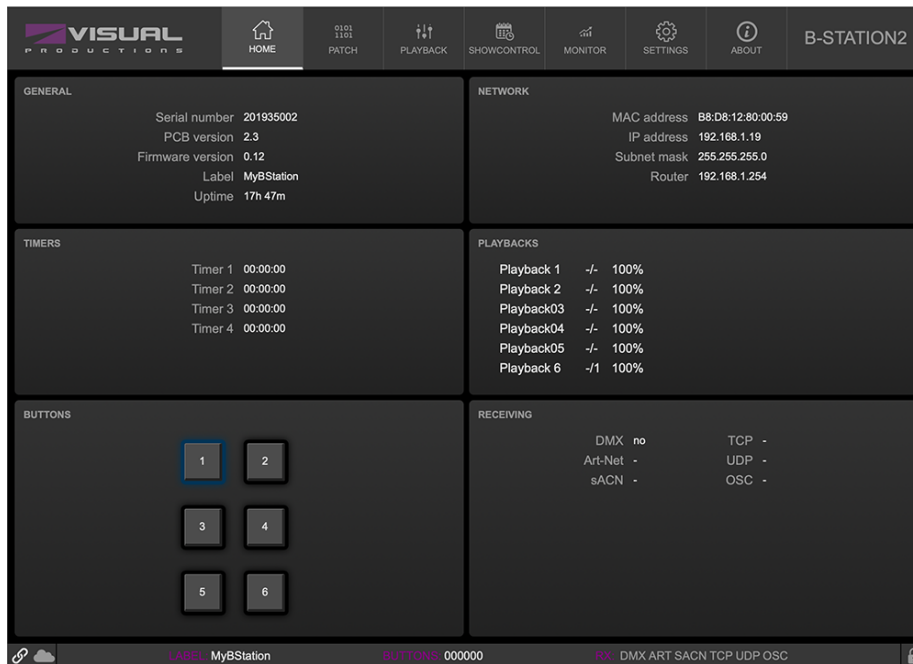 VISUAL
PRODUCTIONS
HOME
0101
1101
PATCH
PLAYBACK
SHOWCONTROL
MONITOR
SETTINGS
ABOUT
B-STATION2
GENERAL
Serial number 201935002
PCB version 2.3
Firmware version 0.12
Label MyBStation
Uptime 17h 47m
NETWORK
MAC address B8:D8:12:80:00:59
IP address 192.168.1.19
Subnet mask 255.255.255.0
Router 192.168.1.254
TIMERS
Timer 1 00:00:00
Timer 2 00:00:00
Timer 3 00:00:00
Timer 4 00:00:00
PLAYBACKS
Playback 1 -/- 100%
Playback 2 -/- 100%
Playback03 -/- 100%
Playback04 -/- 100%
Playback05 -/- 100%
Playback 6 -/1 100%
BUTTONS
1 2
3 4
5 6
RECEIVING
DMX no TCP -
Art-Net - UDP -
sACN - OSC -
LABEL: MyBStation BUTTONS: 000000 DMX ART SACN TCP UDP OSC